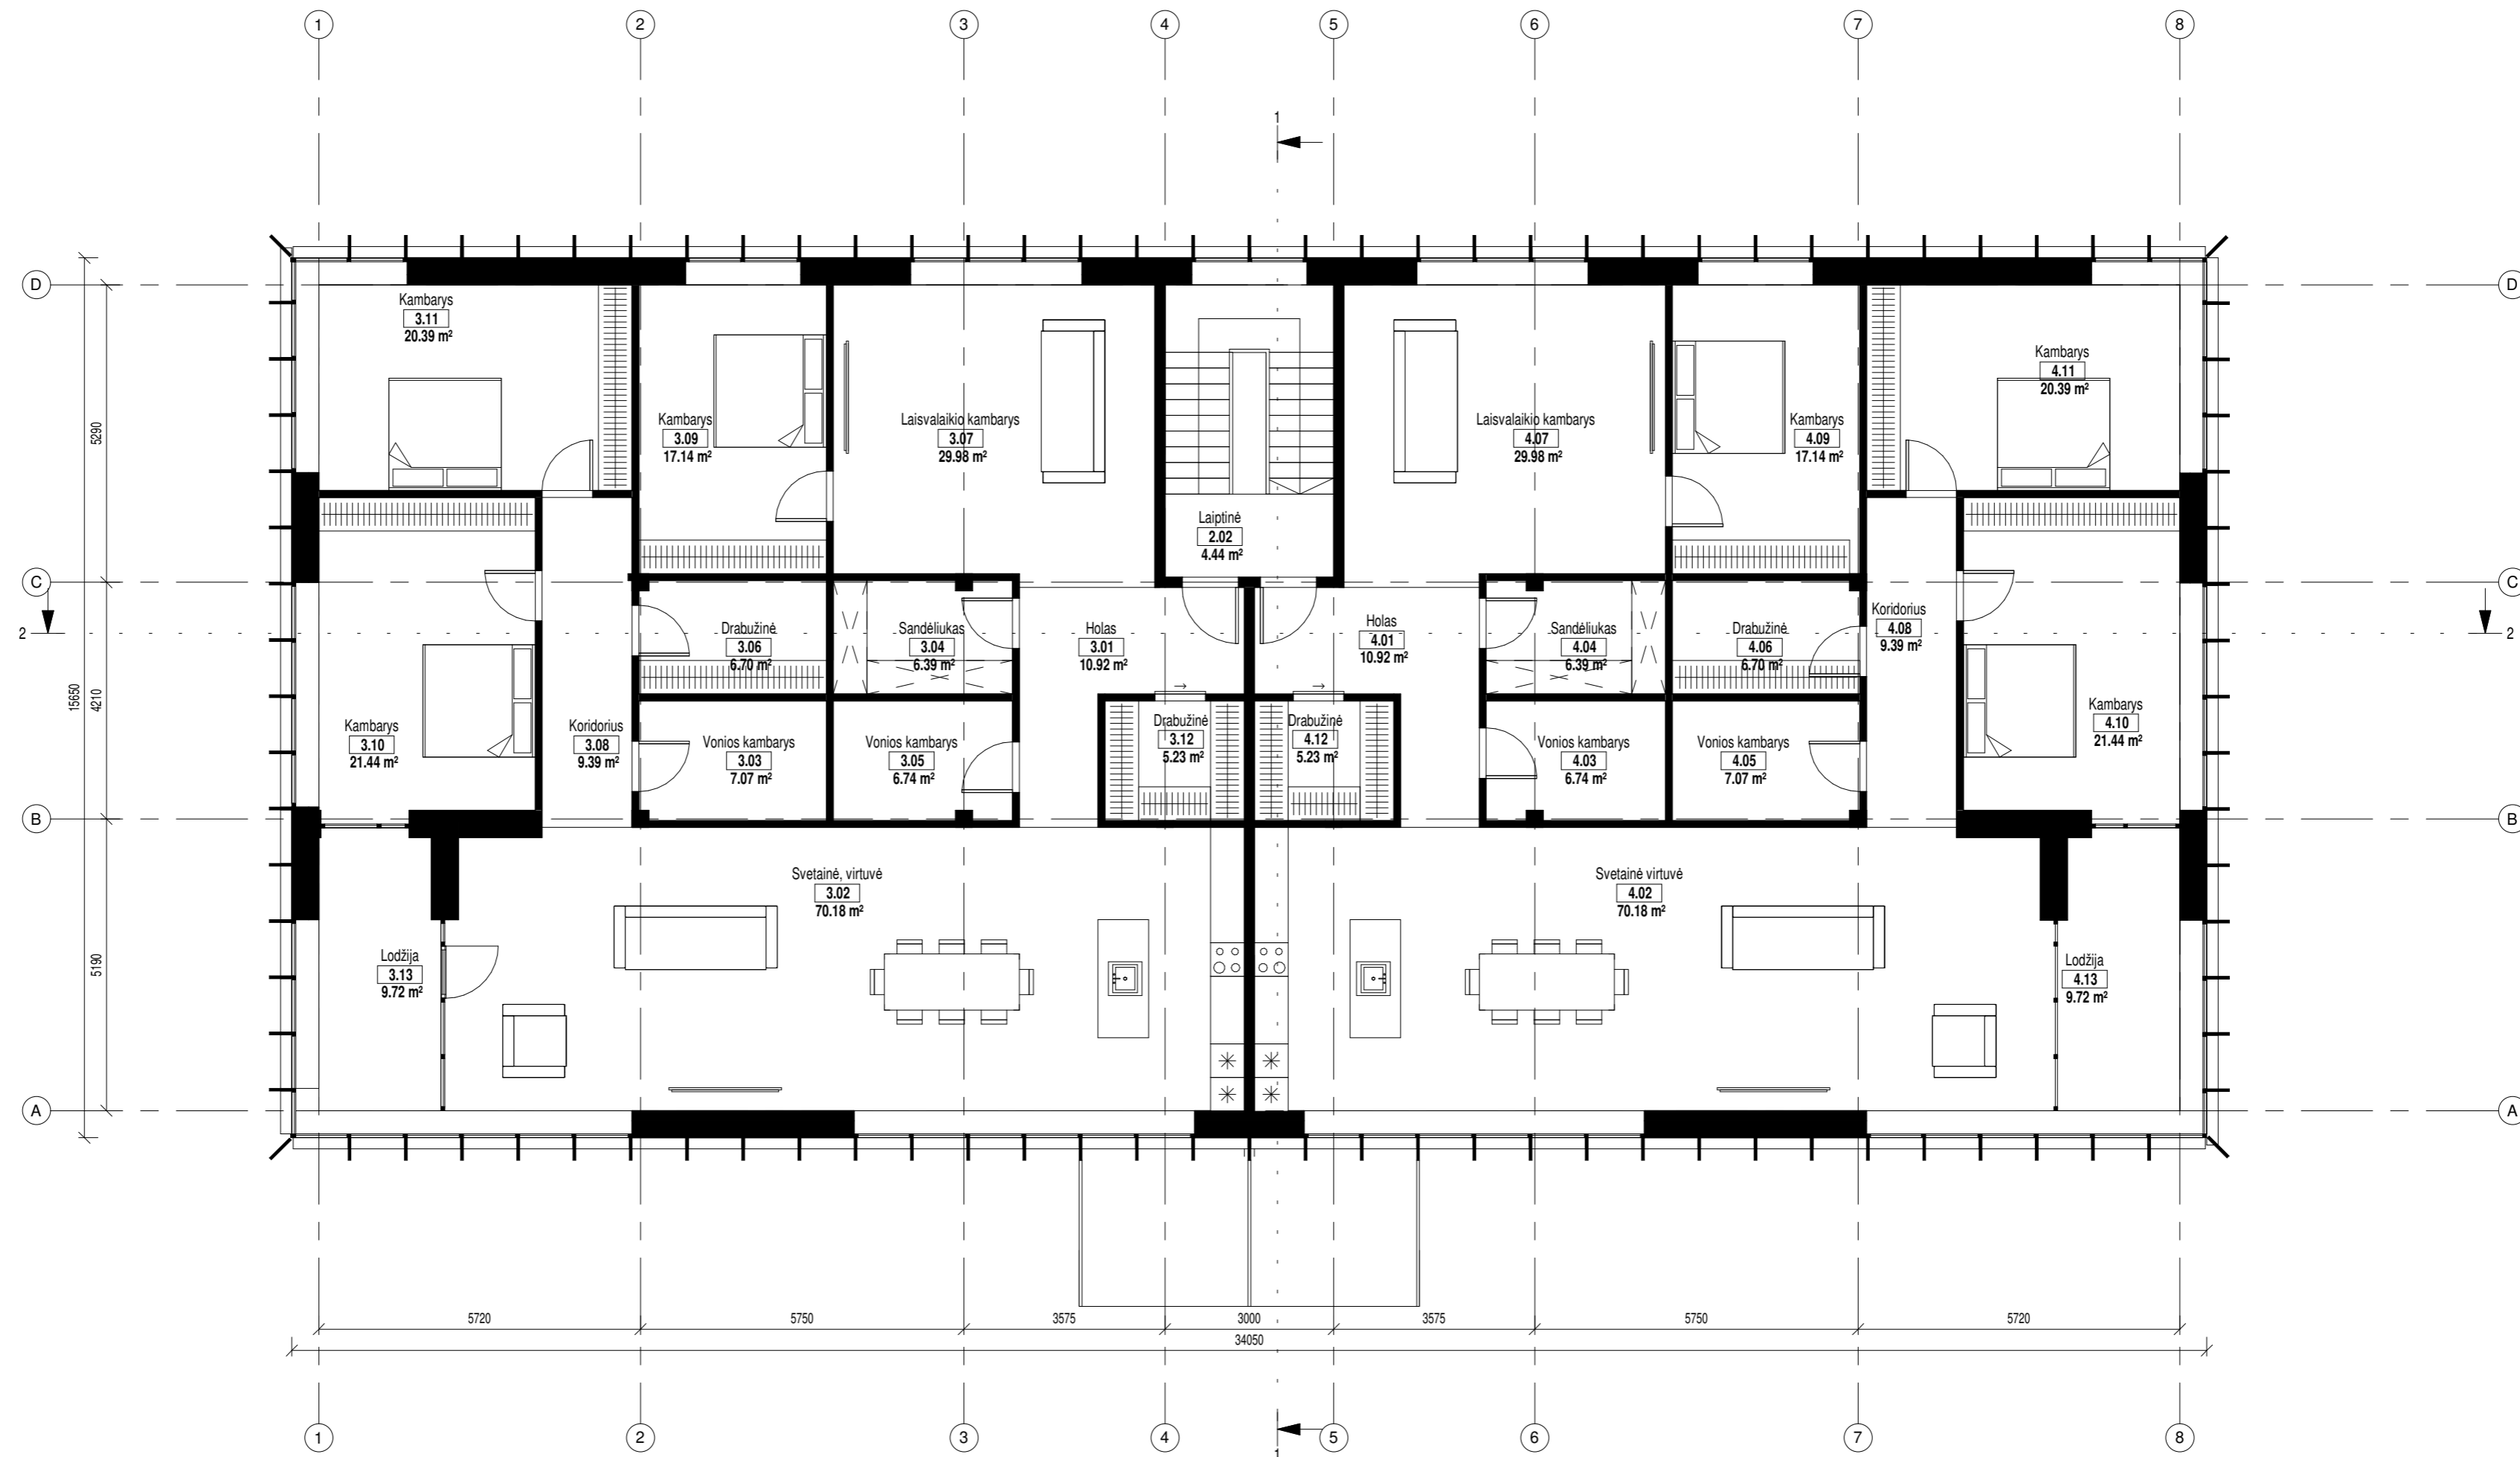 1 2 3 4 5 6 7 8
1
D D
Kambarys
3.11
20.39 m²
Kambarys
3.09
17.14 m²
Laisvalaikio kambarys
3.07
29.98 m²
Laiptinė
2.02
4.44 m²
Laisvalaikio kambarys
4.07
29.98 m²
Kambarys
4.09
17.14 m²
Kambarys
4.11
20.39 m²
5290
C C
2 2
Drabužinė
3.06
6.70 m²
Sandėliukas
3.04
6.39 m²
Holas
3.01
10.92 m²
Holas
4.01
10.92 m²
Sandėliukas
4.04
6.39 m²
Drabužinė
4.06
6.70 m²
Koridorius
4.08
9.39 m²
15650
4210
Kambarys
3.10
21.44 m²
Koridorius
3.08
9.39 m²
Vonios kambarys
3.03
7.07 m²
Vonios kambarys
3.05
6.74 m²
Drabužinė
3.12
5.23 m²
Drabužinė
4.12
5.23 m²
Vonios kambarys
4.03
6.74 m²
Vonios kambarys
4.05
7.07 m²
Kambarys
4.10
21.44 m²
B B
Svetainė, virtuvė
3.02
70.18 m²
Svetainė virtuvė
4.02
70.18 m²
5190
Lodžija
3.13
9.72 m²
Lodžija
4.13
9.72 m²
A A
5720 5750 3575 3000 3575 5750 5720
34050
1 2 3 4 5 6 7 8
1